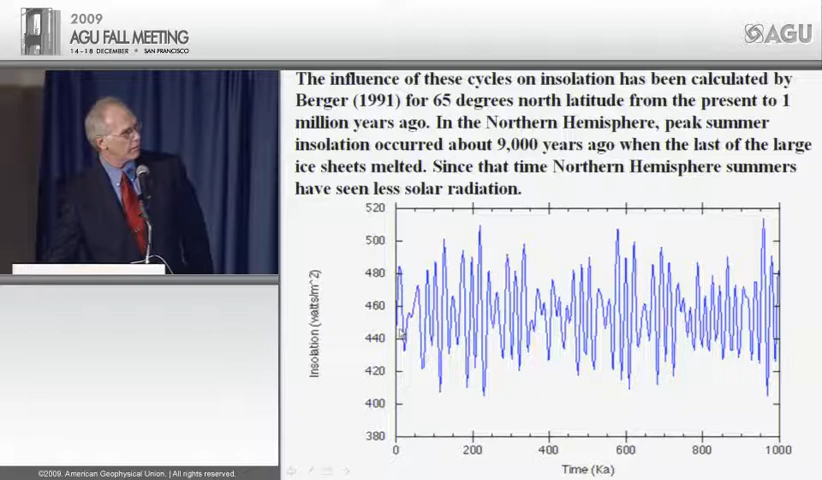 2009
AGU FALL MEETING
14 - 18 DECEMBER • SAN FRANCISCO
AGU
The influence of these cycles on insolation has been calculated by
Berger (1991) for 65 degrees north latitude from the present to 1
million years ago. In the Northern Hemisphere, peak summer
insolation occurred about 9,000 years ago when the last of the large
ice sheets melted. Since that time Northern Hemisphere summers
have seen less solar radiation.
520
500
480
460
440
420
400
380
Insolation (watts/m^2)
0 200 400 600 800 1000
Time (Ka)
©2009. American Geophysical Union. | All rights reserved.